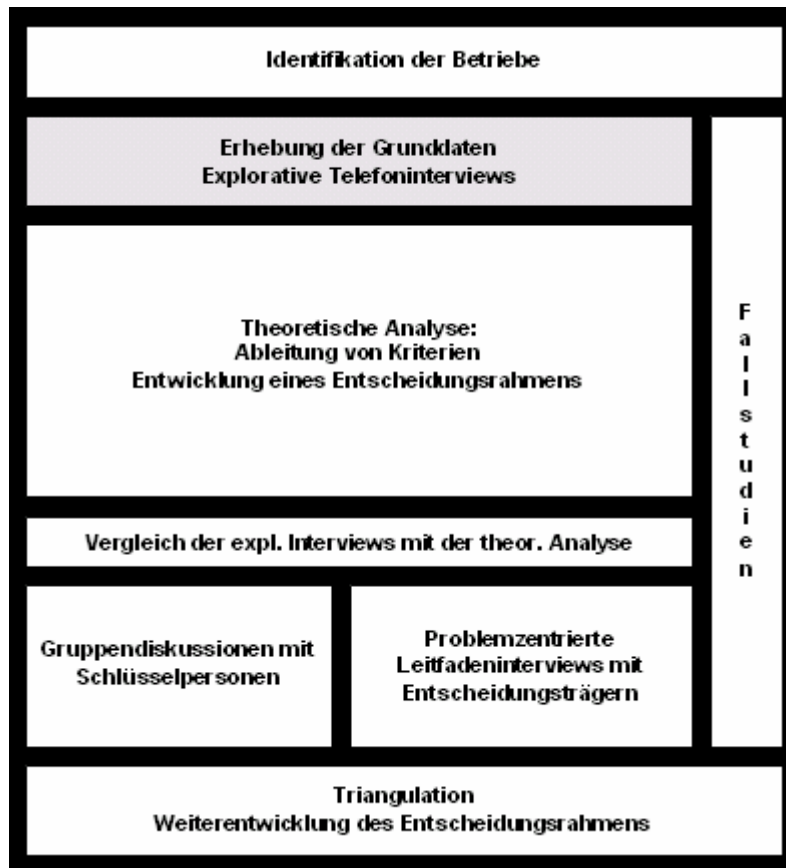 Identifikation der Betriebe
Erhebung der Grunddaten
Explorative Telefoninterviews
Theoretische Analyse:
Ableitung von Kriterien
Entwicklung eines Entscheidungsrahmens
Vergleich der expl. Interviews mit der theor. Analyse
Gruppendiskussionen mit
Schlüsselpersonen
Problemzentrierte
Leitfadeninterviews mit
Entscheidungsträgern
Fallstudien
Triangulation
Weiterentwicklung des Entscheidungsrahmens